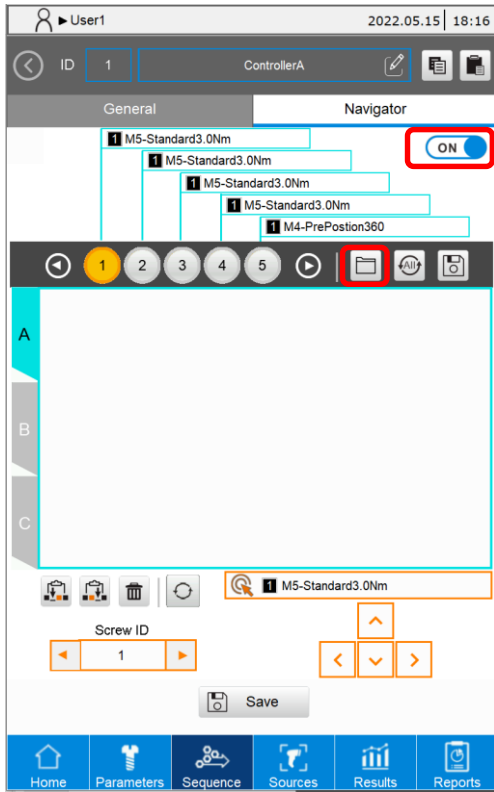 ▶User1 2022.05.15 18:16
ID 1 ControllerA
General Navigator
1 M5-Standard3.0Nm
ON
1 M5-Standard3.0Nm
1 M5-Standard3.0Nm
1 M5-Standard3.0Nm
1 M4-PrePostion360
1 2 3 4 5 All
A
B
C
1 M5-Standard3.0Nm
Screw ID
1
Save
Home Parameters Sequence Sources Results Reports